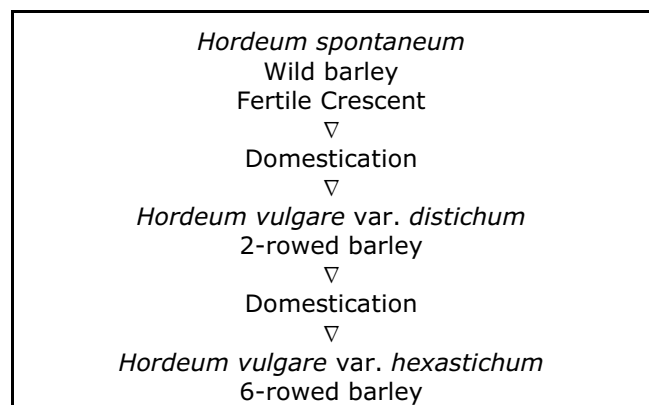 Hordeum spontaneum
Wild barley
Fertile Crescent
∇
Domestication
∇
Hordeum vulgare var. distichum
2-rowed barley
∇
Domestication
∇
Hordeum vulgare var. hexastichum
6-rowed barley